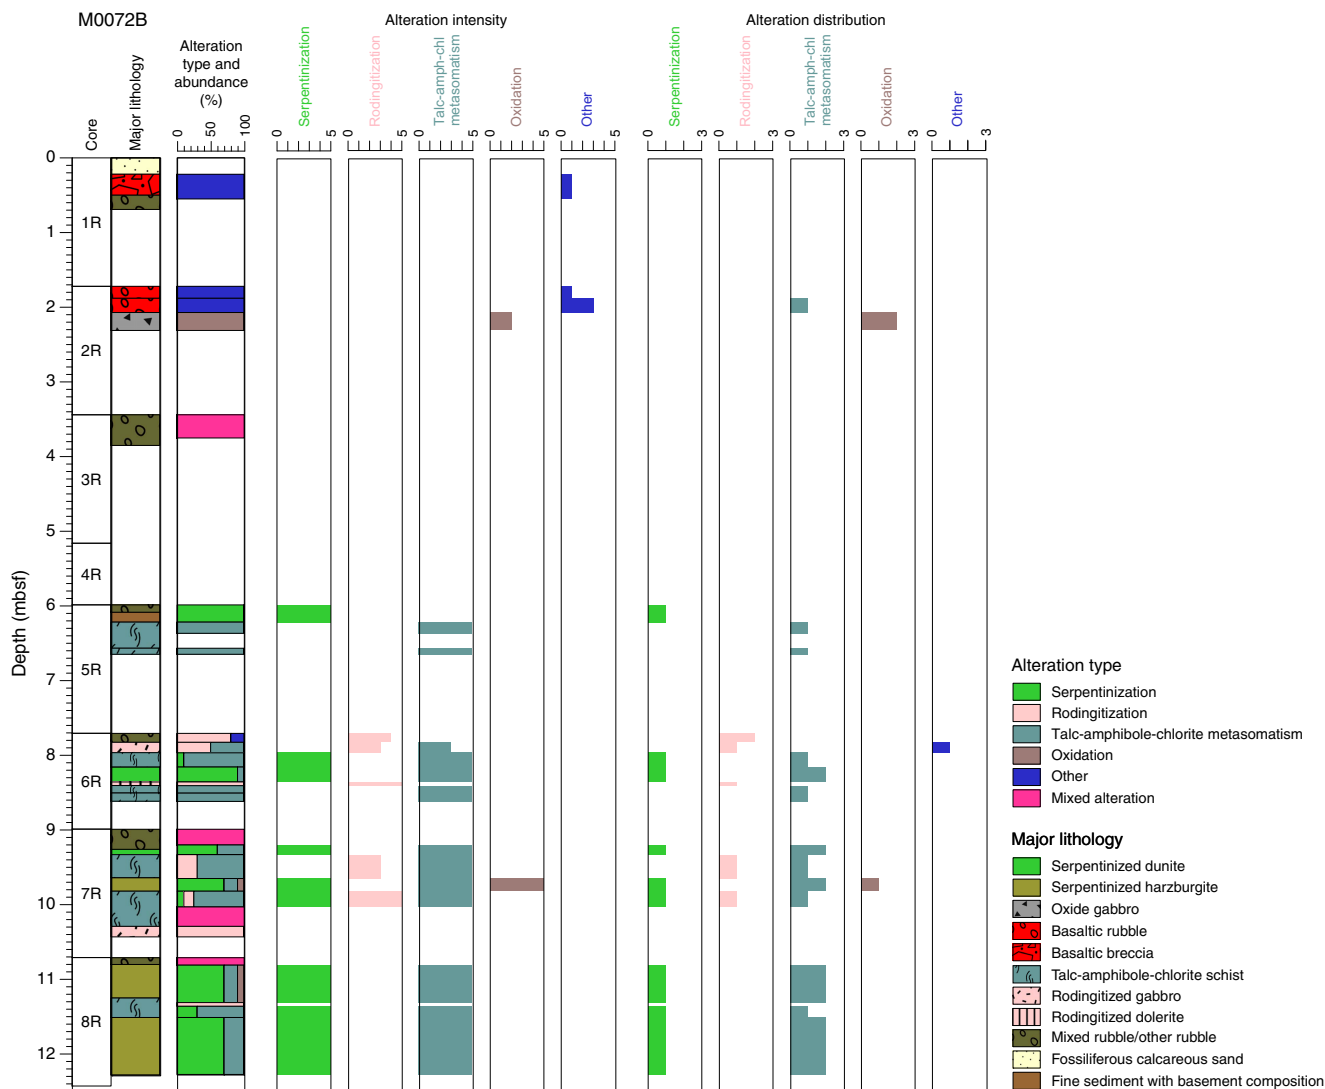 M0072B
Alteration intensity
Alteration distribution
Core
Major lithology
Alteration
type and
abundance
(%)
0 50 100
Serpentinization
0 5
Rodingitization
0 5
Talc-amph-chl
metasomatism
0 5
Oxidation
0 5
Other
0 5
Serpentinization
0 3
Rodingitization
0 3
Talc-amph-chl
metasomatism
0 3
Oxidation
0 3
Other
0 3
Depth (mbsf)
0
1
2
3
4
5
6
7
8
9
10
11
12
1R
2R
3R
4R
5R
6R
7R
8R
Alteration type
Serpentinization
Rodingitization
Talc-amphibole-chlorite metasomatism
Oxidation
Other
Mixed alteration
Major lithology
Serpentinized dunite
Serpentinized harzburgite
Oxide gabbro
Basaltic rubble
Basaltic breccia
Talc-amphibole-chlorite schist
Rodingitized gabbro
Rodingitized dolerite
Mixed rubble/other rubble
Fossiliferous calcareous sand
Fine sediment with basement composition